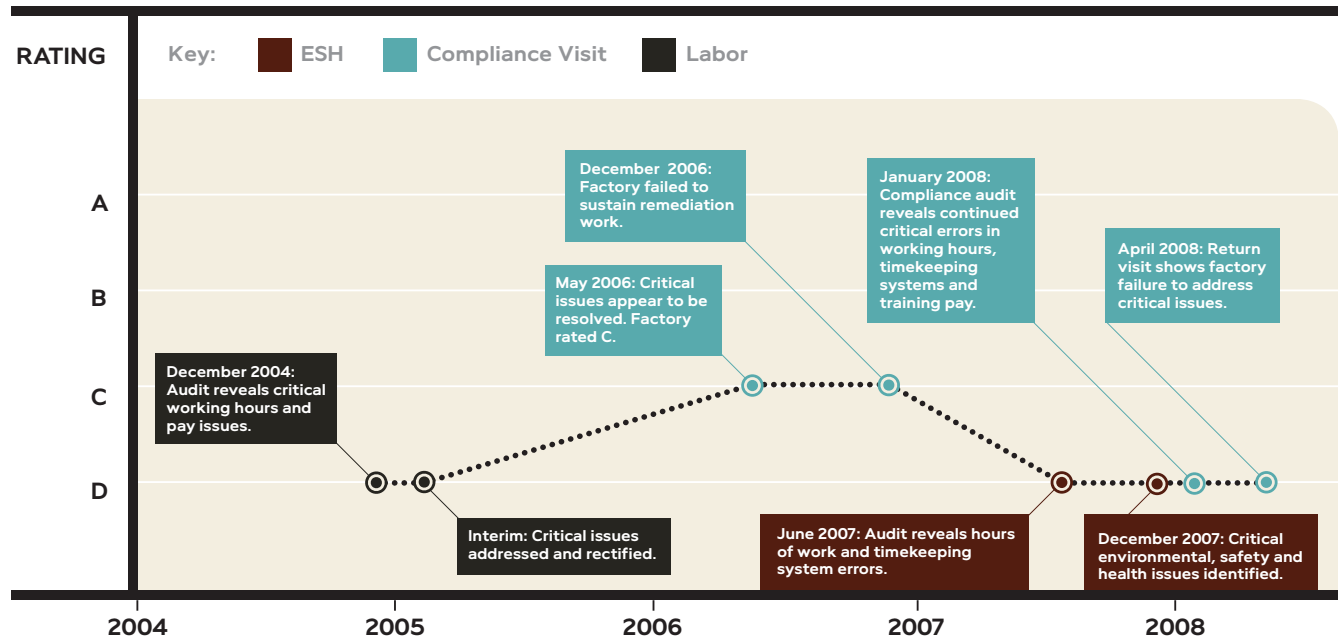 RATING
Key:
ESH
Compliance Visit
Labor
December  2006:
Factory failed to
sustain remediation
work.
January 2008:
Compliance audit
reveals continued
critical errors in
working hours,
timekeeping
systems and
training pay.
A
April 2008: Return
visit shows factory
failure to address
critical issues.
B
May 2006: Critical
issues appear to be
resolved. Factory
rated C.
December 2004:
Audit reveals critical
working hours and
pay issues.
C
D
Interim: Critical issues
addressed and rectified.
June 2007: Audit reveals hours
of work and timekeeping
system errors.
December 2007: Critical
environmental, safety and
health issues identified.
2004
2005
2006
2007
2008